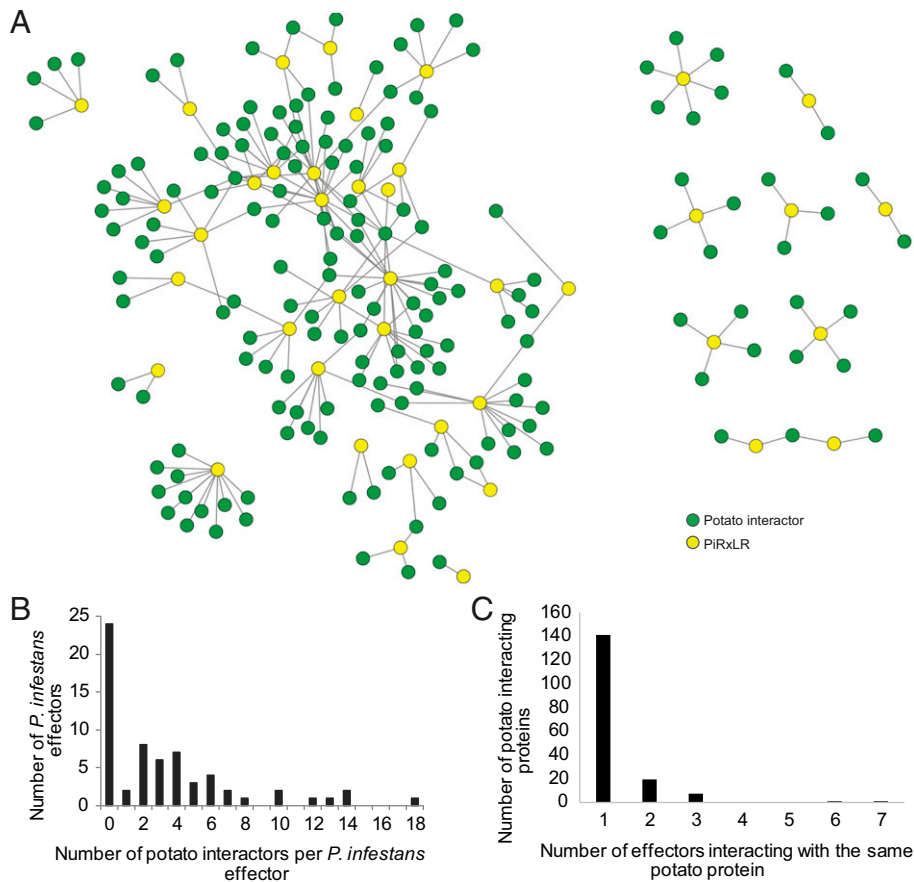 A
Potato interactor
PiRxLR
B
Number of P. infestans
effectors
25
20
15
10
5
0
0 2 4 6 8 10 12 14 16 18
Number of potato interactors per P. infestans
effector
C
Number of potato interacting
proteins
160
140
120
100
80
60
40
20
0
1 2 3 4 5 6 7
Number of effectors interacting with the same
potato protein